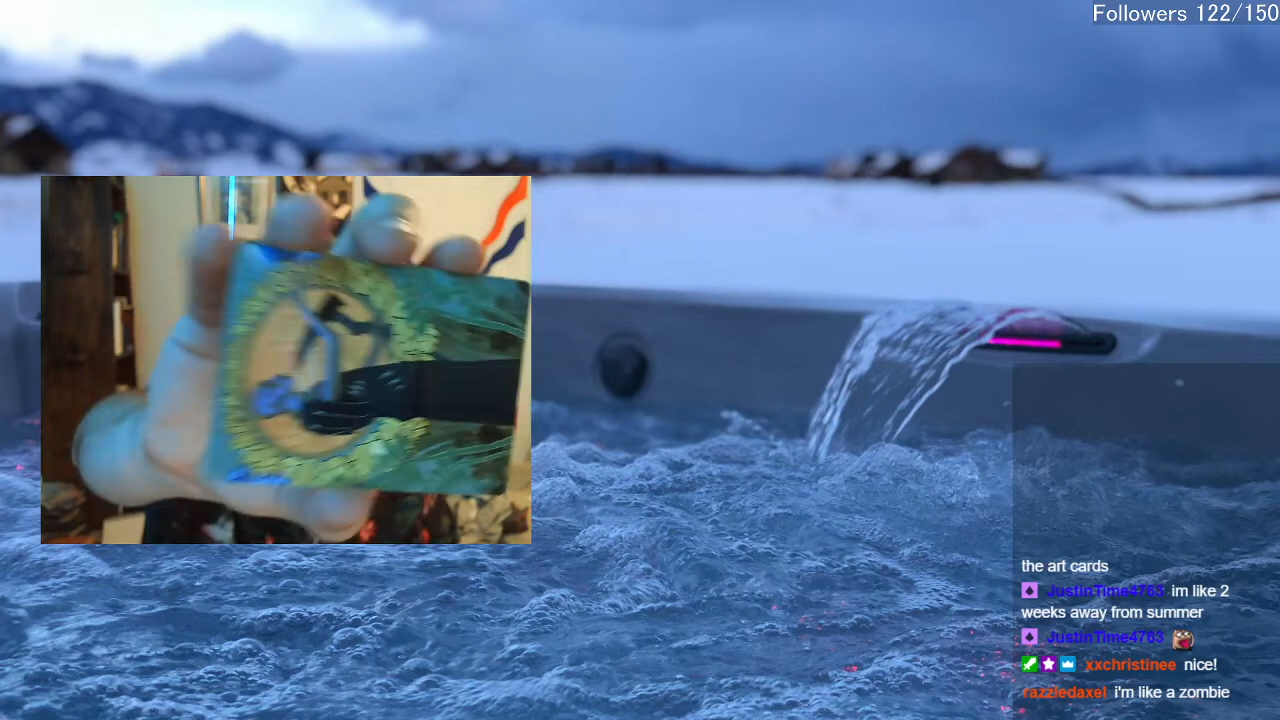 Followers 122/150
the art cards
JustinTime4763 im like 2
weeks away from summer
JustinTime4763
xxchristinee nice!
razzledaxel i'm like a zombie